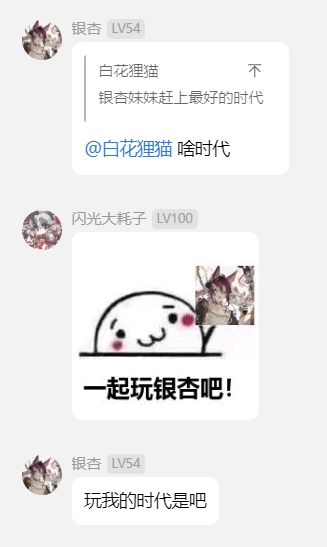 银杏 LV54
白花狸猫 不
银杏妹妹赶上最好的时代
@白花狸猫 啥时代
闪光大耗子 LV100
一起玩银杏吧！
银杏 LV54
玩我的时代是吧